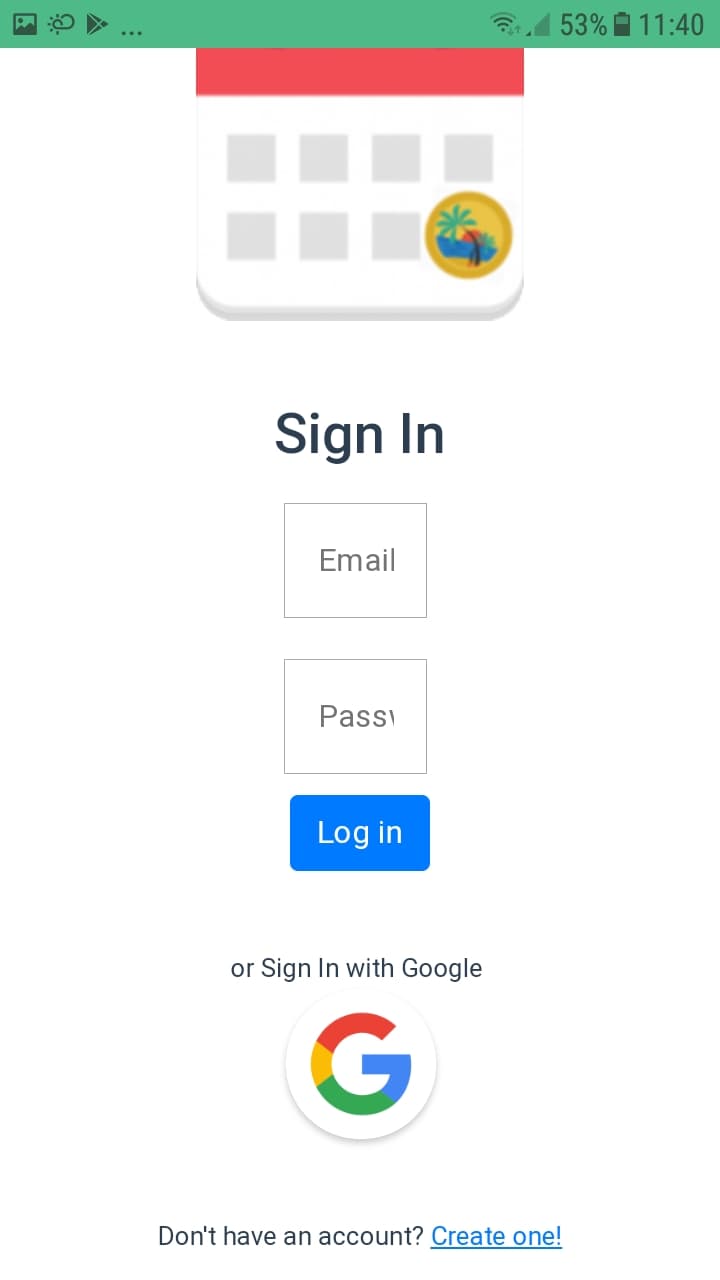 ... 53% 11:40
Sign In
Email
Passw
Log in
or Sign In with Google
Don't have an account? Create one!